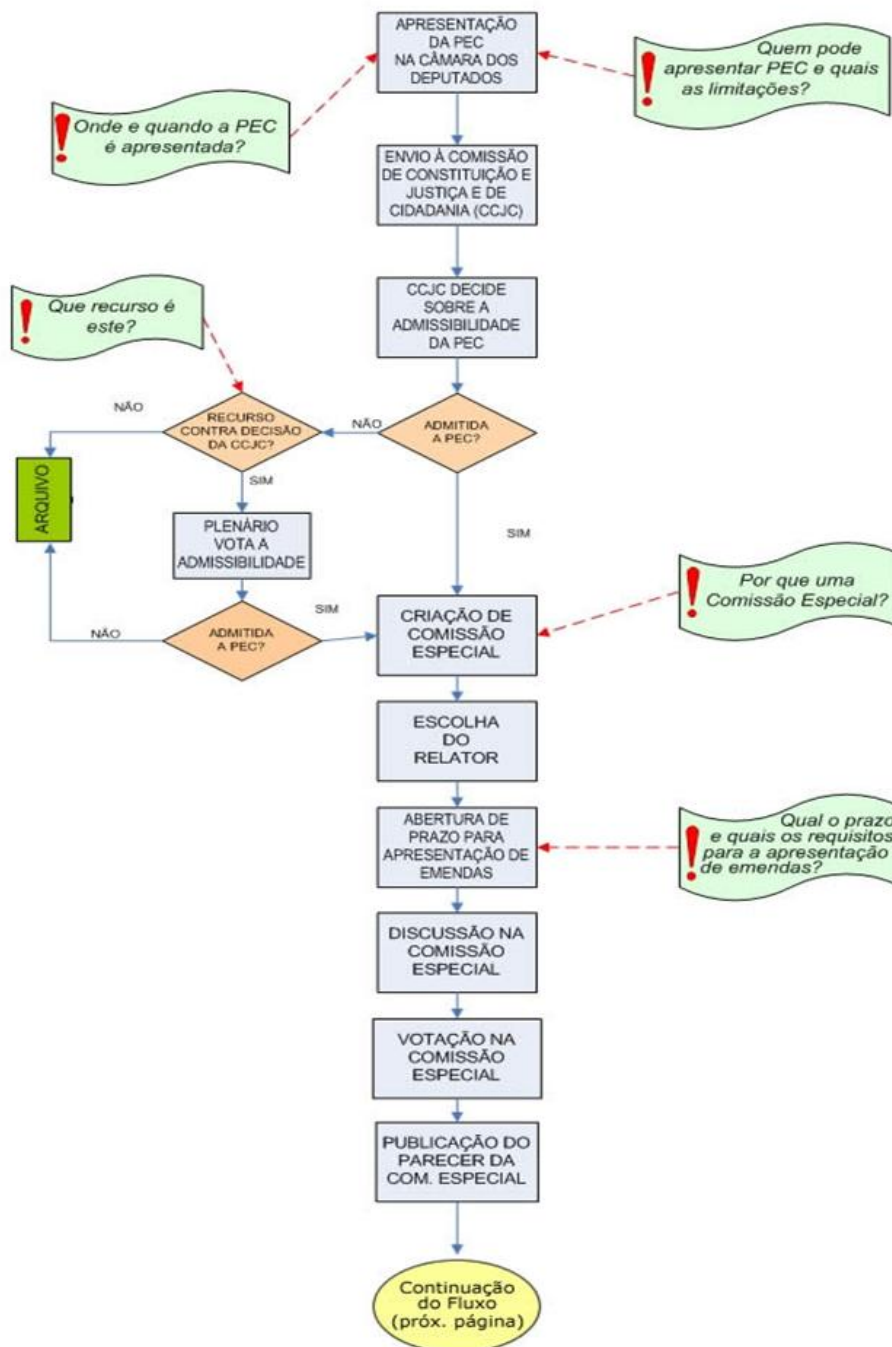 APRESENTAÇÃO
DA PEC
NA CÂMARA DOS
DEPUTADOS
Quem pode
apresentar PEC e quais
as limitações?
Onde e quando a PEC
é apresentada?
ENVIO À COMISSÃO
DE CONSTITUIÇÃO E
JUSTIÇA E DE
CIDADANIA (CCJC)
CCJC DECIDE
SOBRE A
ADMISSIBILIDADE
DA PEC
Que recurso é
este?
NÃO
RECURSO
CONTRA DECISÃO
DA CCJC?
NÃO
ADMITIDA
A PEC?
ARQUIVO
SIM
PLENÁRIO
VOTA A
ADMISSIBILIDADE
SIM
Por que uma
Comissão Especial?
NÃO
ADMITIDA
A PEC?
SIM
CRIAÇÃO DE
COMISSÃO
ESPECIAL
ESCOLHA
DO
RELATOR
ABERTURA DE
PRAZO PARA
APRESENTAÇÃO DE
EMENDAS
Qual o prazo
e quais os requisitos
para a apresentação
de emendas?
DISCUSSÃO NA
COMISSÃO
ESPECIAL
VOTAÇÃO NA
COMISSÃO
ESPECIAL
PUBLICAÇÃO DO
PARECER DA
COM. ESPECIAL
Continuação
do Fluxo
(próx. página)